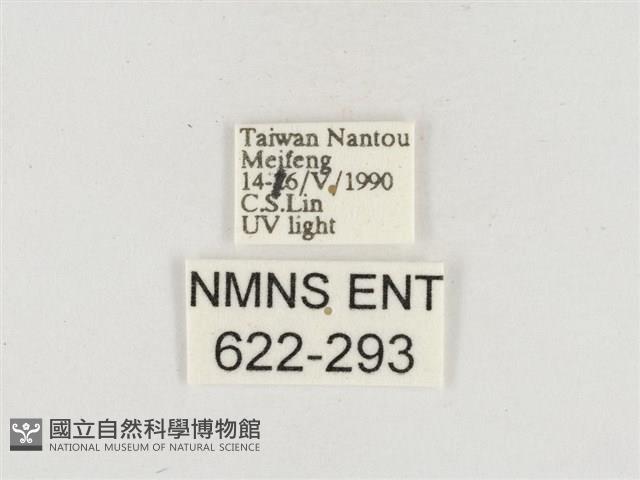 Taiwan Nantou
Meifeng
14-16/V./1990
C.S.Lin
UV light
NMNS ENT
622-293
國立自然科學博物館
NATIONAL MUSEUM OF NATURAL SCIENCE